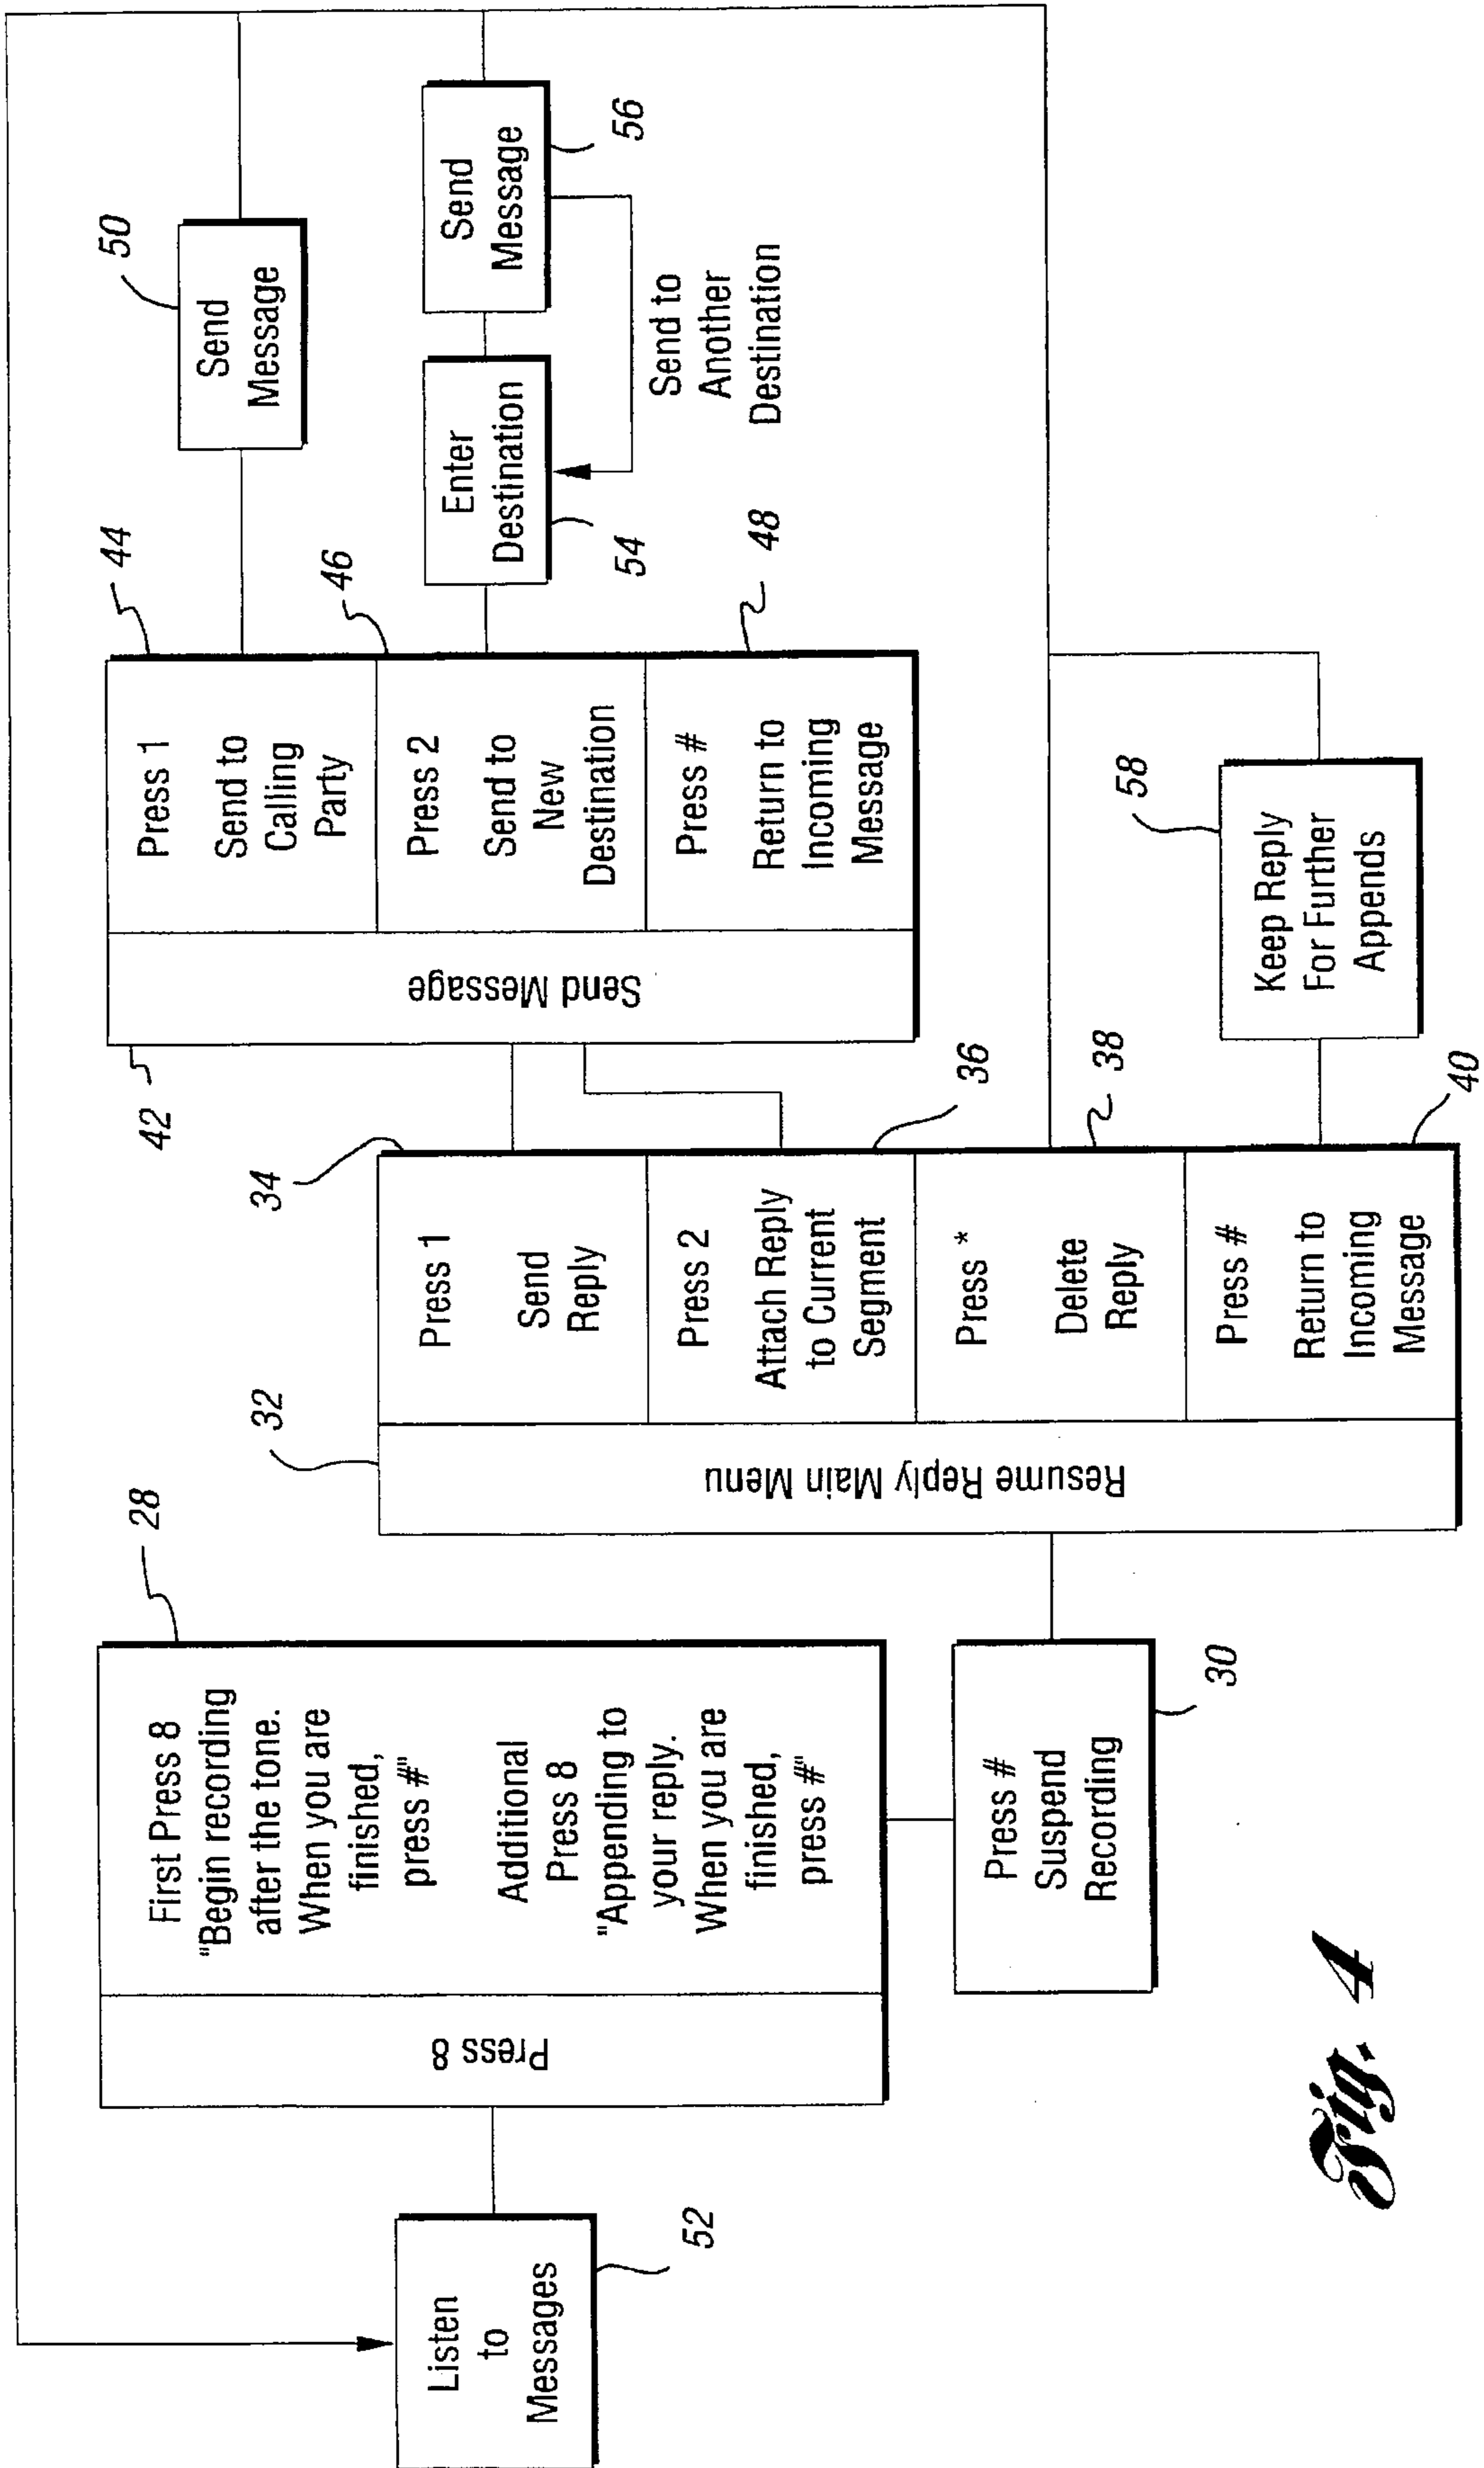 Listen
to
Messages
52
Press 8
First Press 8
"Begin recording
after the tone.
When you are
finished,
press #"
Additional
Press 8
"Appending to
your reply.
When you are
finished,
press #"
28
Press #
Suspend
Recording
30
Resume Reply Main Menu
32
Press 1
Send
Reply
34
Press 2
Attach Reply
to Current
Segment
36
Press *
Delete
Reply
38
Press #
Return to
Incoming
Message
40
Send Message
42
Press 1
Send to
Calling
Party
44
Press 2
Send to
New
Destination
46
Press #
Return to
Incoming
Message
48
Send
Message
50
Enter
Destination
54
Send
Message
56
Send to
Another
Destination
Keep Reply
For Further
Appends
58
Fig. 4